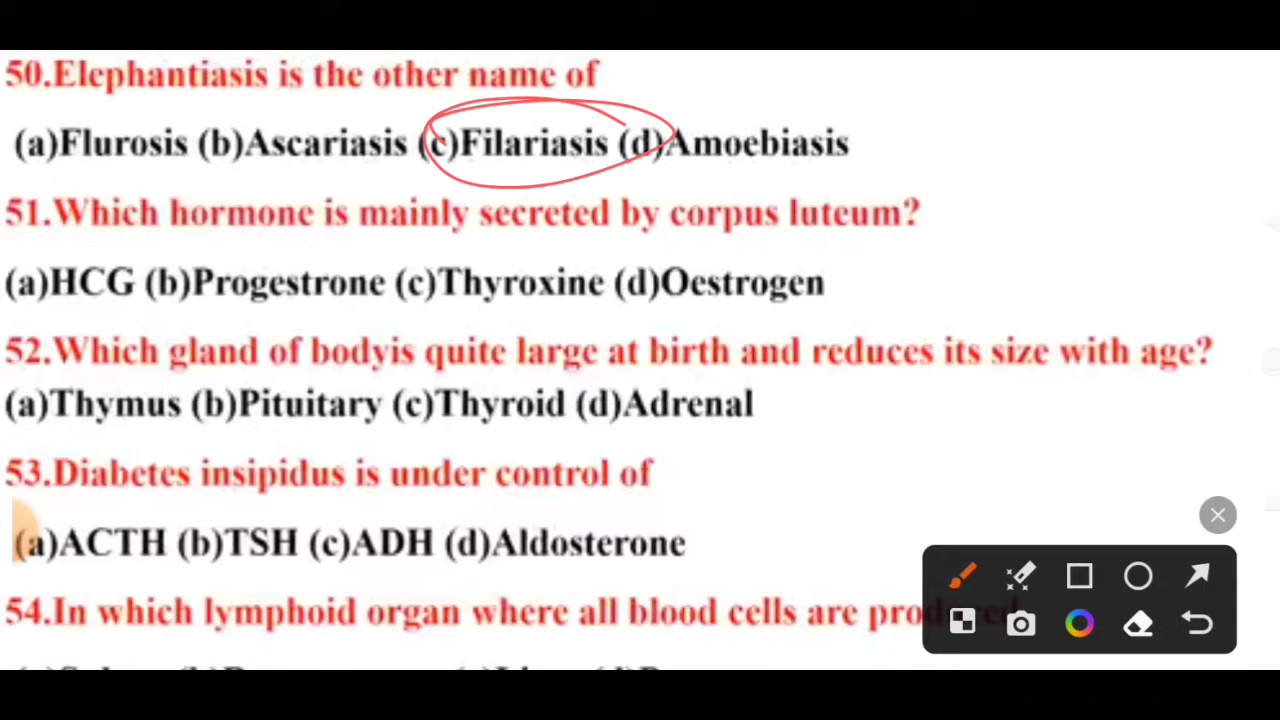 50.Elephantiasis is the other name of
(a)Flurosis (b)Ascariasis (c)Filariasis (d)Amoebiasis
51.Which hormone is mainly secreted by corpus luteum?
(a)HCG (b)Progestrone (c)Thyroxine (d)Oestrogen
52.Which gland of bodyis quite large at birth and reduces its size with age?
(a)Thymus (b)Pituitary (c)Thyroid (d)Adrenal
53.Diabetes insipidus is under control of
(a)ACTH (b)TSH (c)ADH (d)Aldosterone
54.In which lymphoid organ where all blood cells are produced